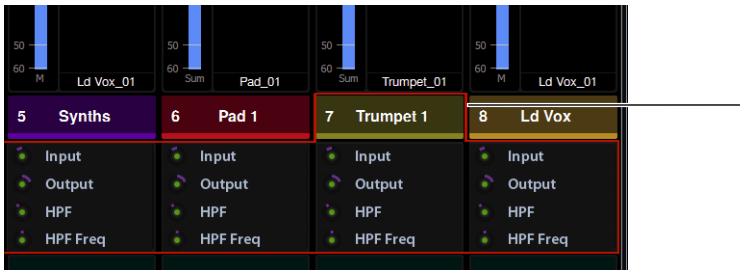 50 50 50 50
60 60 60 60
M Sum Sum M
Ld Vox_01 Pad_01 Trumpet_01 Ld Vox_01
5 Synths 6 Pad 1 7 Trumpet 1 8 Ld Vox
Input Input Input Input
Output Output Output Output
HPF HPF HPF HPF
HPF Freq HPF Freq HPF Freq HPF Freq